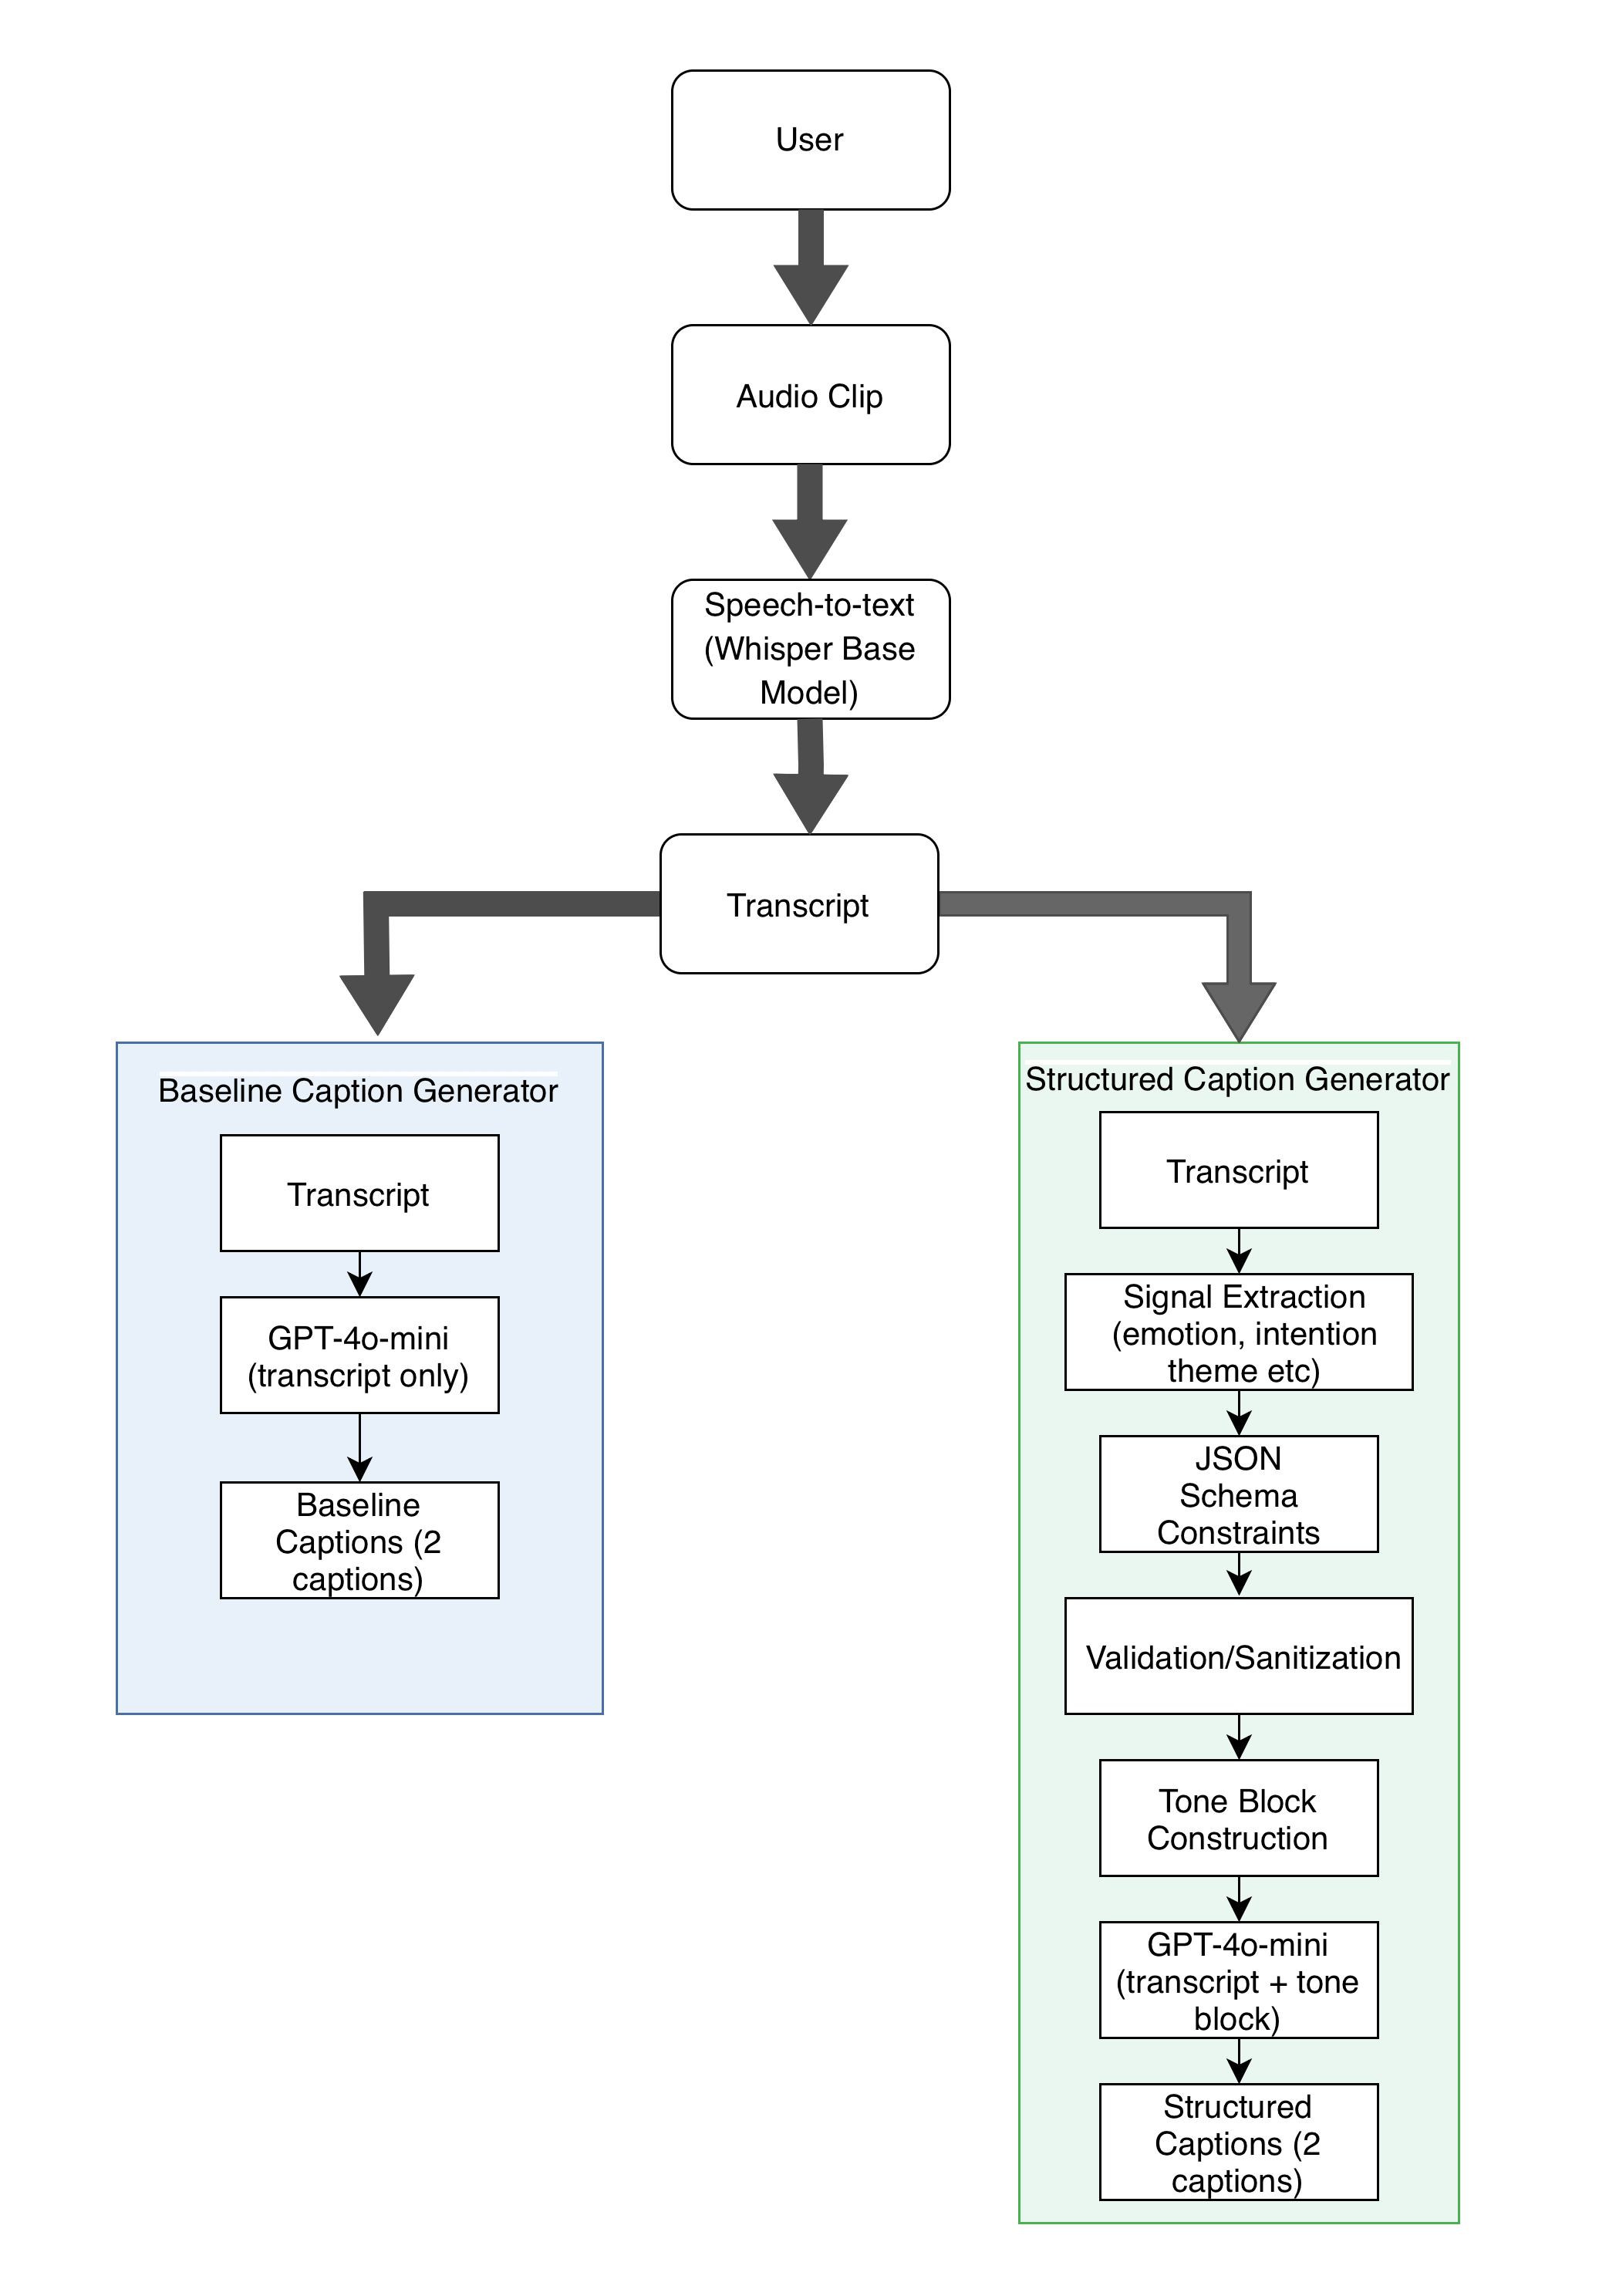 User
Audio Clip
Speech-to-text
(Whisper Base
Model)
Transcript
Baseline Caption Generator
Transcript
GPT-4o-mini
(transcript only)
Baseline
Captions (2
captions)
Structured Caption Generator
Transcript
Signal Extraction
(emotion, intention
theme etc)
JSON
Schema
Constraints
Validation/Sanitization
Tone Block
Construction
GPT-4o-mini
(transcript + tone
block)
Structured
Captions (2
captions)